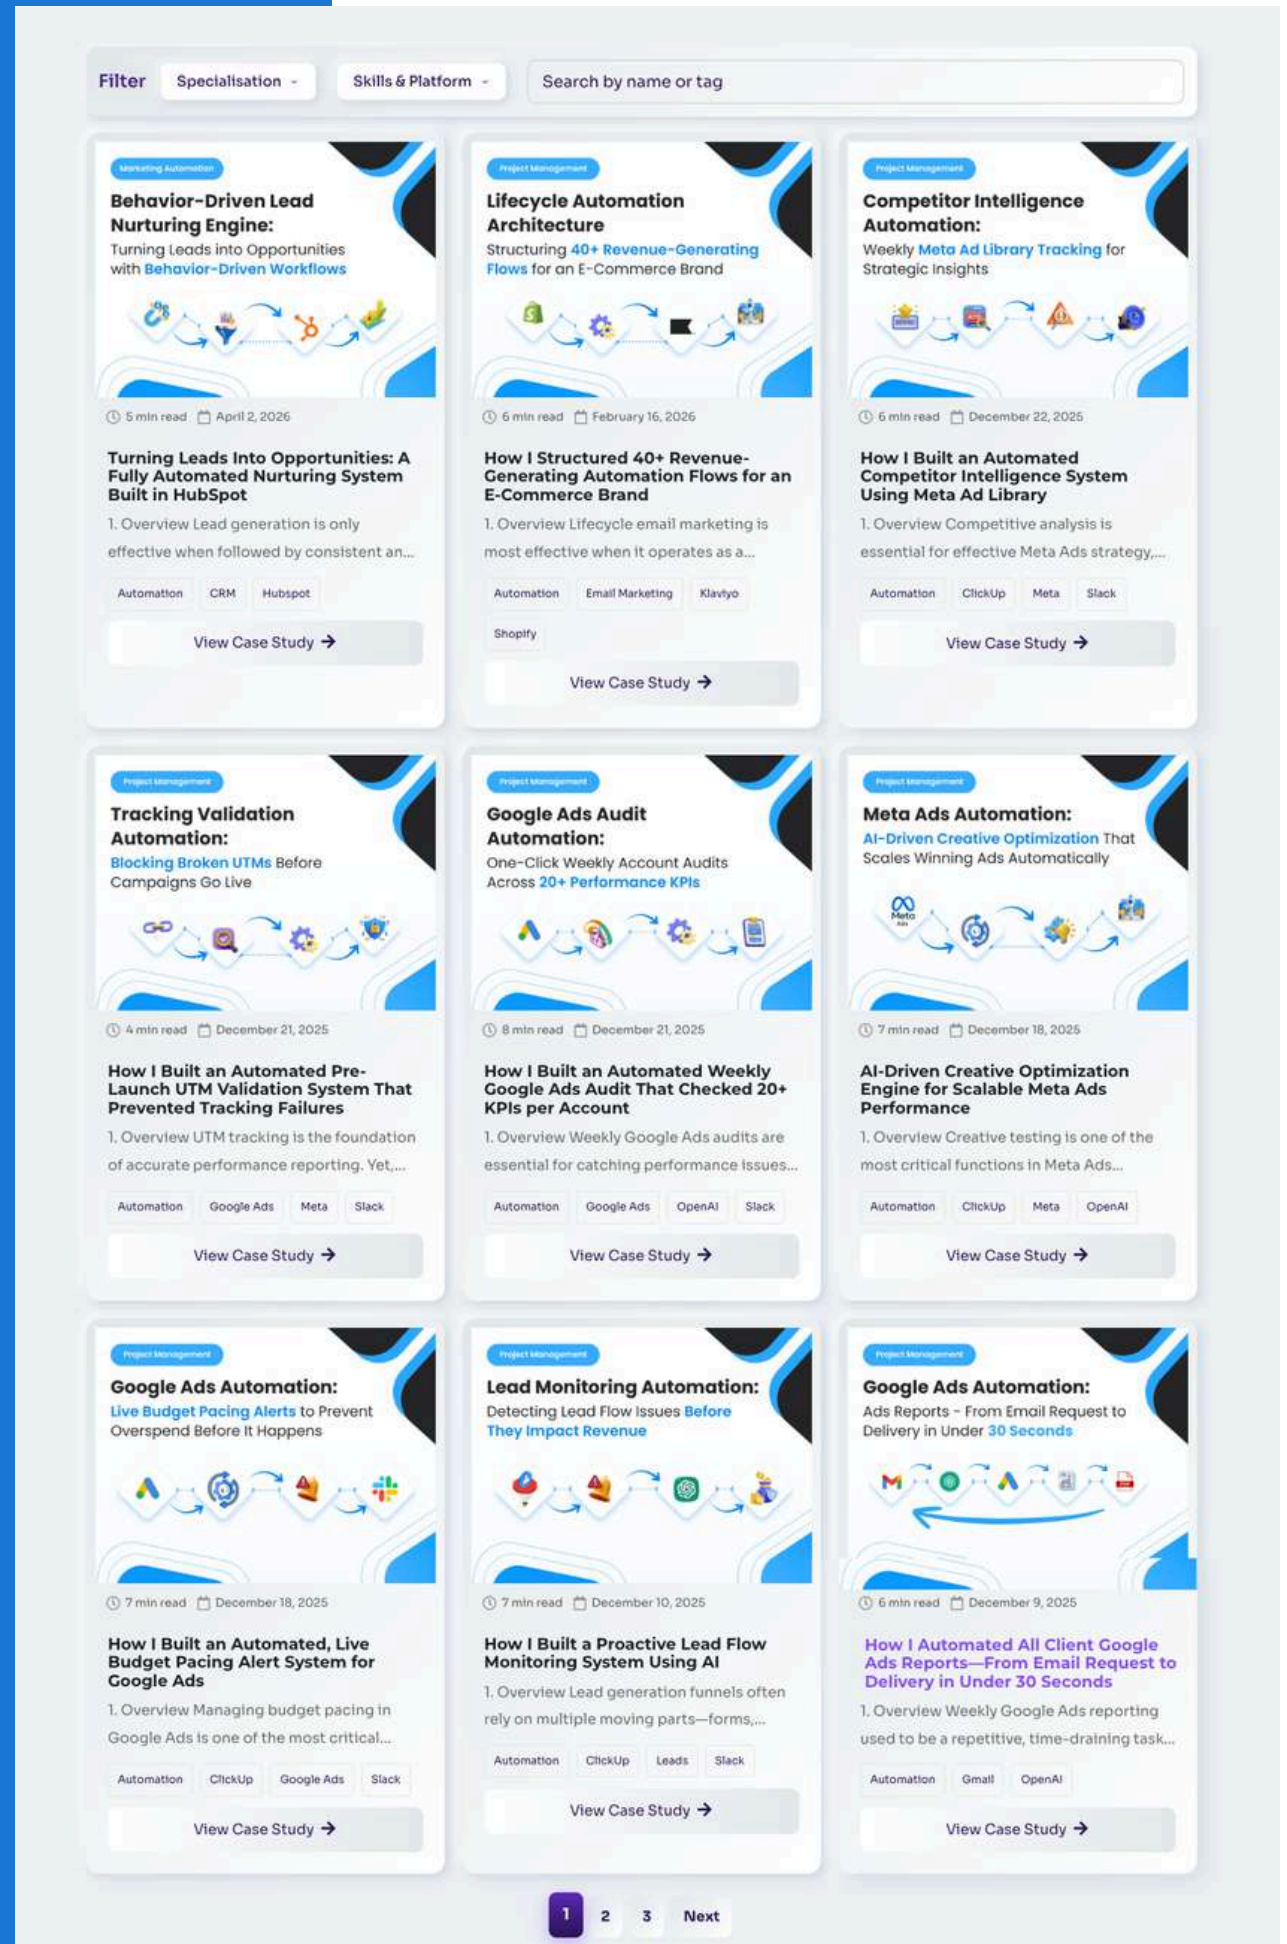 Filter
Specialisation
Skills & Platform
Search by name or tag
Marketing Automation
Behavior-Driven Lead
Nurturing Engine:
Turning Leads into Opportunities
with Behavior-Driven Workflows
5 min read April 2, 2026
Turning Leads Into Opportunities: A
Fully Automated Nurturing System
Built in HubSpot
1. Overview Lead generation is only
effective when followed by consistent an...
Automation CRM Hubspot
View Case Study →
Project Management
Lifecycle Automation
Architecture
Structuring 40+ Revenue-Generating
Flows for an E-Commerce Brand
6 min read February 16, 2026
How I Structured 40+ Revenue-
Generating Automation Flows for an
E-Commerce Brand
1. Overview Lifecycle email marketing is
most effective when it operates as a...
Automation Email Marketing Klaviyo
Shopify
View Case Study →
Project Management
Competitor Intelligence
Automation:
Weekly Meta Ad Library Tracking for
Strategic Insights
6 min read December 22, 2025
How I Built an Automated
Competitor Intelligence System
Using Meta Ad Library
1. Overview Competitive analysis is
essential for effective Meta Ads strategy,...
Automation ClickUp Meta Slack
View Case Study →
Project Management
Tracking Validation
Automation:
Blocking Broken UTMs Before
Campaigns Go Live
4 min read December 21, 2025
How I Built an Automated Pre-
Launch UTM Validation System That
Prevented Tracking Failures
1. Overview UTM tracking is the foundation
of accurate performance reporting. Yet,...
Automation Google Ads Meta Slack
View Case Study →
Project Management
Google Ads Audit
Automation:
One-Click Weekly Account Audits
Across 20+ Performance KPIs
8 min read December 21, 2025
How I Built an Automated Weekly
Google Ads Audit That Checked 20+
KPIs per Account
1. Overview Weekly Google Ads audits are
essential for catching performance issues...
Automation Google Ads OpenAI Slack
View Case Study →
Project Management
Meta Ads Automation:
AI-Driven Creative Optimization That
Scales Winning Ads Automatically
Meta
Ads
7 min read December 18, 2025
AI-Driven Creative Optimization
Engine for Scalable Meta Ads
Performance
1. Overview Creative testing is one of the
most critical functions in Meta Ads...
Automation ClickUp Meta OpenAI
View Case Study →
Project Management
Google Ads Automation:
Live Budget Pacing Alerts to Prevent
Overspend Before It Happens
7 min read December 18, 2025
How I Built an Automated, Live
Budget Pacing Alert System for
Google Ads
1. Overview Managing budget pacing in
Google Ads is one of the most critical...
Automation ClickUp Google Ads Slack
View Case Study →
Project Management
Lead Monitoring Automation:
Detecting Lead Flow Issues Before
They Impact Revenue
7 min read December 10, 2025
How I Built a Proactive Lead Flow
Monitoring System Using AI
1. Overview Lead generation funnels often
rely on multiple moving parts—forms,...
Automation ClickUp Leads Slack
View Case Study →
Project Management
Google Ads Automation:
Ads Reports - From Email Request to
Delivery in Under 30 Seconds
6 min read December 9, 2025
How I Automated All Client Google
Ads Reports—From Email Request to
Delivery in Under 30 Seconds
1. Overview Weekly Google Ads reporting
used to be a repetitive, time-draining task...
Automation Gmail OpenAI
View Case Study →
1 2 3 Next